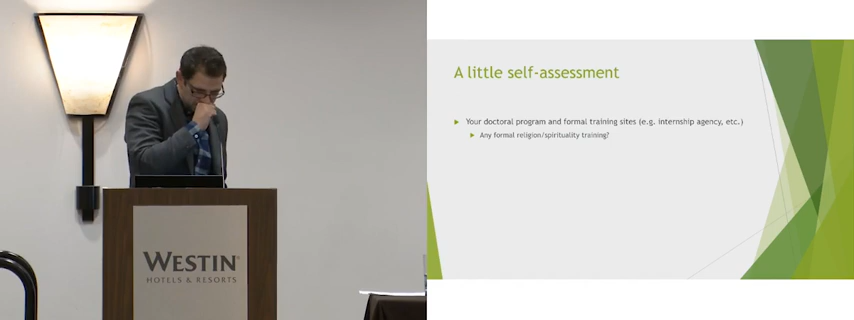 WESTIN®
HOTELS & RESORTS
A little self-assessment
Your doctoral program and formal training sites (e.g. internship agency, etc.)
Any formal religion/spirituality training?